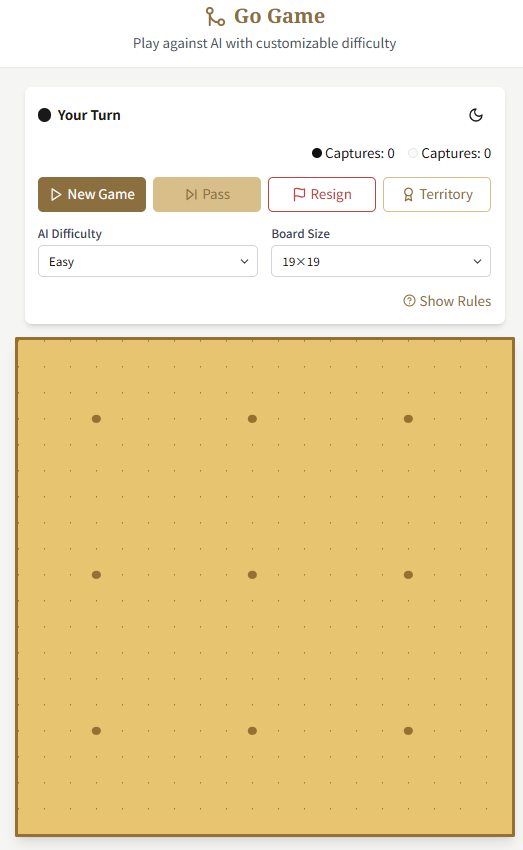 Go Game
Play against AI with customizable difficulty
Your Turn
Captures: 0 Captures: 0
New Game Pass Resign Territory
AI Difficulty Board Size
Easy 19×19
Show Rules